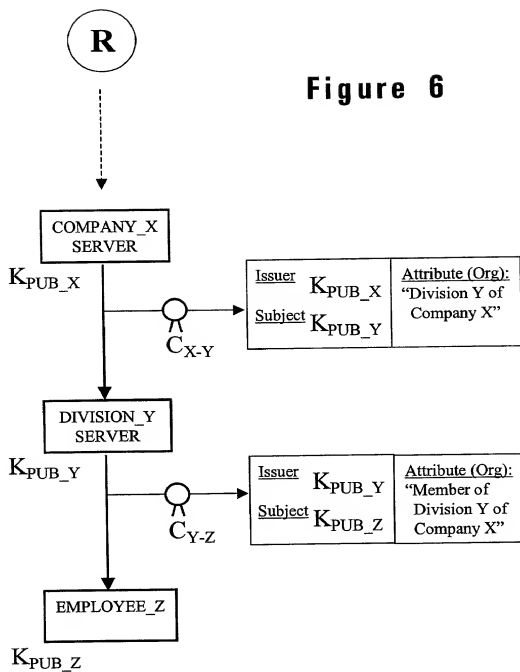 R
Figure 6
COMPANY_X
SERVER
KPUB_X
CX-Y
Issuer KPUB_X
Subject KPUB_Y
Attribute (Org):
“Division Y of
Company X”
DIVISION_Y
SERVER
KPUB_Y
CY-Z
Issuer KPUB_Y
Subject KPUB_Z
Attribute (Org):
“Member of
Division Y of
Company X”
EMPLOYEE_Z
KPUB_Z